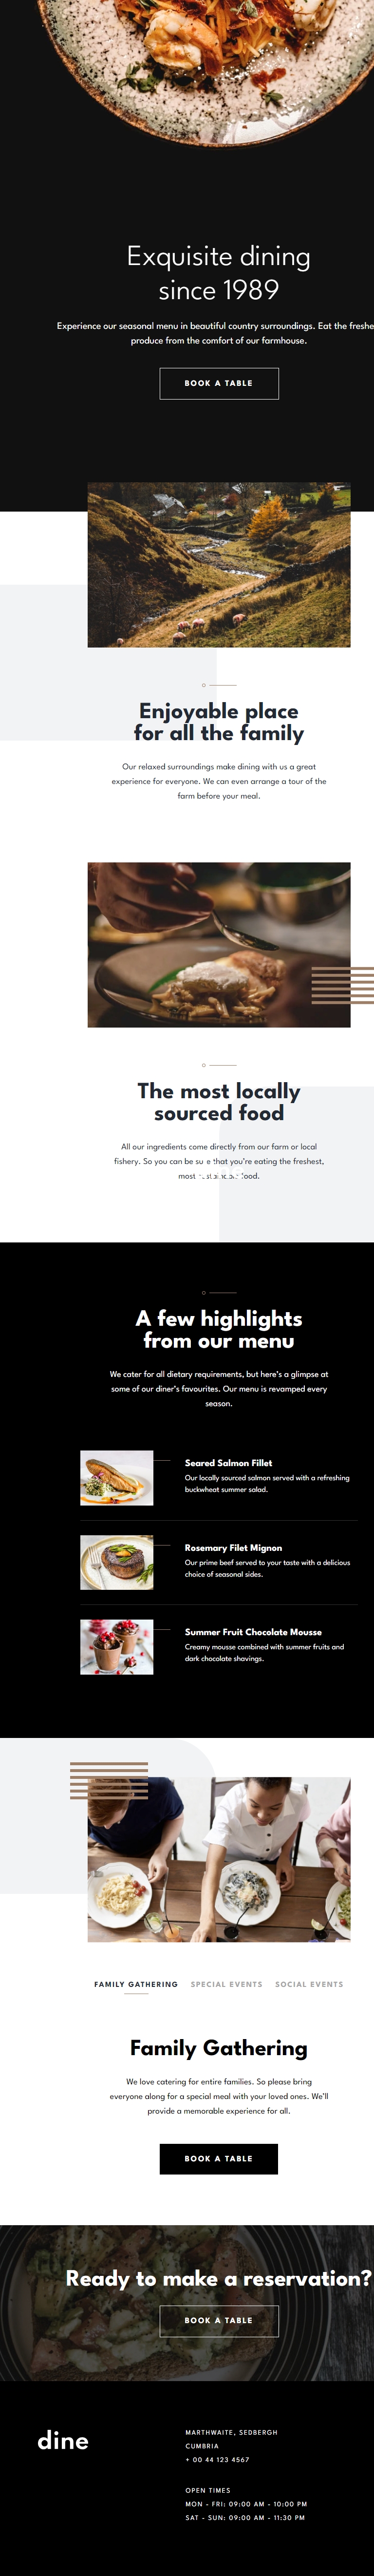 Exquisite dining
since 1989
Experience our seasonal menu in beautiful country surroundings. Eat the freshe
produce from the comfort of our farmhouse.
BOOK A TABLE
Enjoyable place
for all the family
Our relaxed surroundings make dining with us a great
experience for everyone. We can even arrange a tour of the
farm before your meal.
The most locally
sourced food
All our ingredients come directly from our farm or local
fishery. So you can be sure that you're eating the freshest,
most sustainable food.
A few highlights
from our menu
We cater for all dietary requirements, but here's a glimpse at
some of our diner's favourites. Our menu is revamped every
season.
Seared Salmon Fillet
Our locally sourced salmon served with a refreshing
buckwheat summer salad.
Rosemary Filet Mignon
Our prime beef served to your taste with a delicious
choice of seasonal sides.
Summer Fruit Chocolate Mousse
Creamy mousse combined with summer fruits and
dark chocolate shavings.
FAMILY GATHERING SPECIAL EVENTS SOCIAL EVENTS
Family Gathering
We love catering for entire families. So please bring
everyone along for a special meal with your loved ones. We'll
provide a memorable experience for all.
BOOK A TABLE
Ready to make a reservation?
BOOK A TABLE
dine
MARTHWAITE, SEDBERGH
CUMBRIA
+ 00 44 123 4567
OPEN TIMES
MON - FRI: 09:00 AM - 10:00 PM
SAT - SUN: 09:00 AM - 11:30 PM